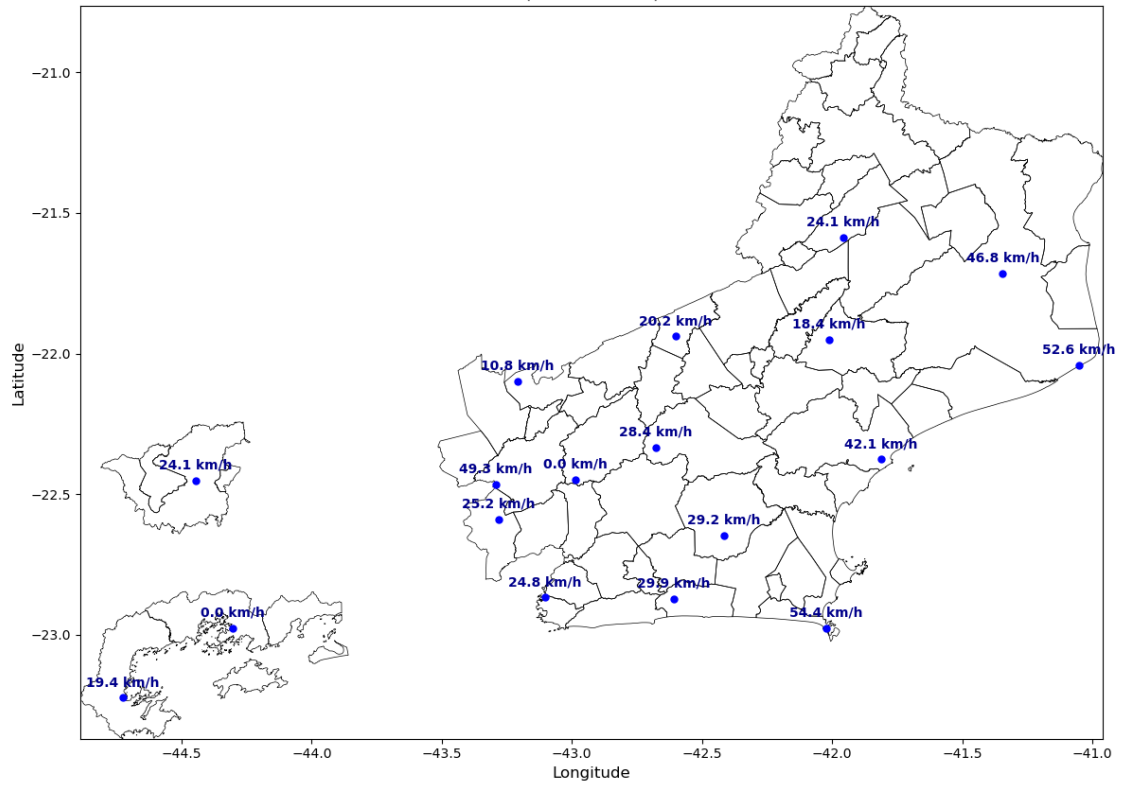 −21.0
−21.5
24.1 km/h
46.8 km/h
20.2 km/h
18.4 km/h
52.6 km/h
−22.0
10.8 km/h
28.4 km/h
42.1 km/h
24.1 km/h
49.3 km/h
0.0 km/h
−22.5
25.2 km/h
29.2 km/h
24.8 km/h
29.9 km/h
0.0 km/h
54.4 km/h
−23.0
19.4 km/h
−44.5
−44.0
−43.5
−43.0
−42.5
−42.0
−41.5
−41.0
Longitude
Latitude